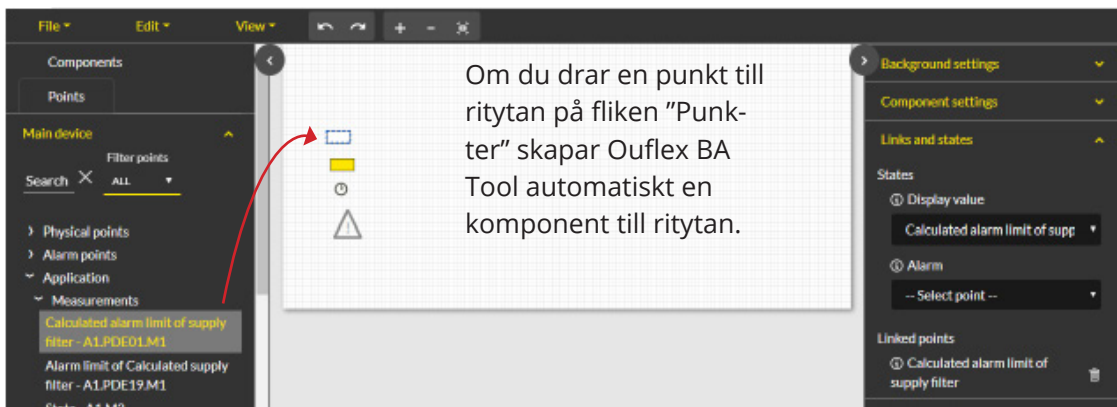 File Edit View + -
Components
Points
Main device
Filter points
Search ALL
Physical points
Alarm points
Application
Measurements
Calculated alarm limit of supply
filter - A1.PDE01.M1
Alarm limit of Calculated supply
filter - A1.PDE19.M1
State - A1.M2
Om du drar en punkt till
ritytan på fliken ”Punk-
ter” skapar Ouflex BA
Tool automatiskt en
komponent till ritytan.
Background settings
Component settings
Links and states
States
Display value
Calculated alarm limit of supp
Alarm
-- Select point --
Linked points
Calculated alarm limit of
supply filter